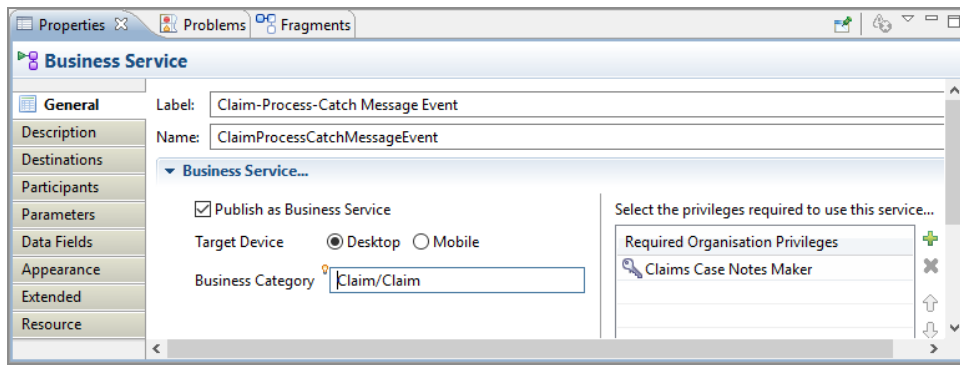 Properties
Problems
Fragments
Business Service
General
Description
Destinations
Participants
Parameters
Data Fields
Appearance
Extended
Resource
Label: Claim-Process-Catch Message Event
Name: ClaimProcessCatchMessageEvent
Business Service...
Publish as Business Service
Target Device Desktop Mobile
Business Category Claim/Claim
Select the privileges required to use this service...
Required Organisation Privileges
Claims Case Notes Maker